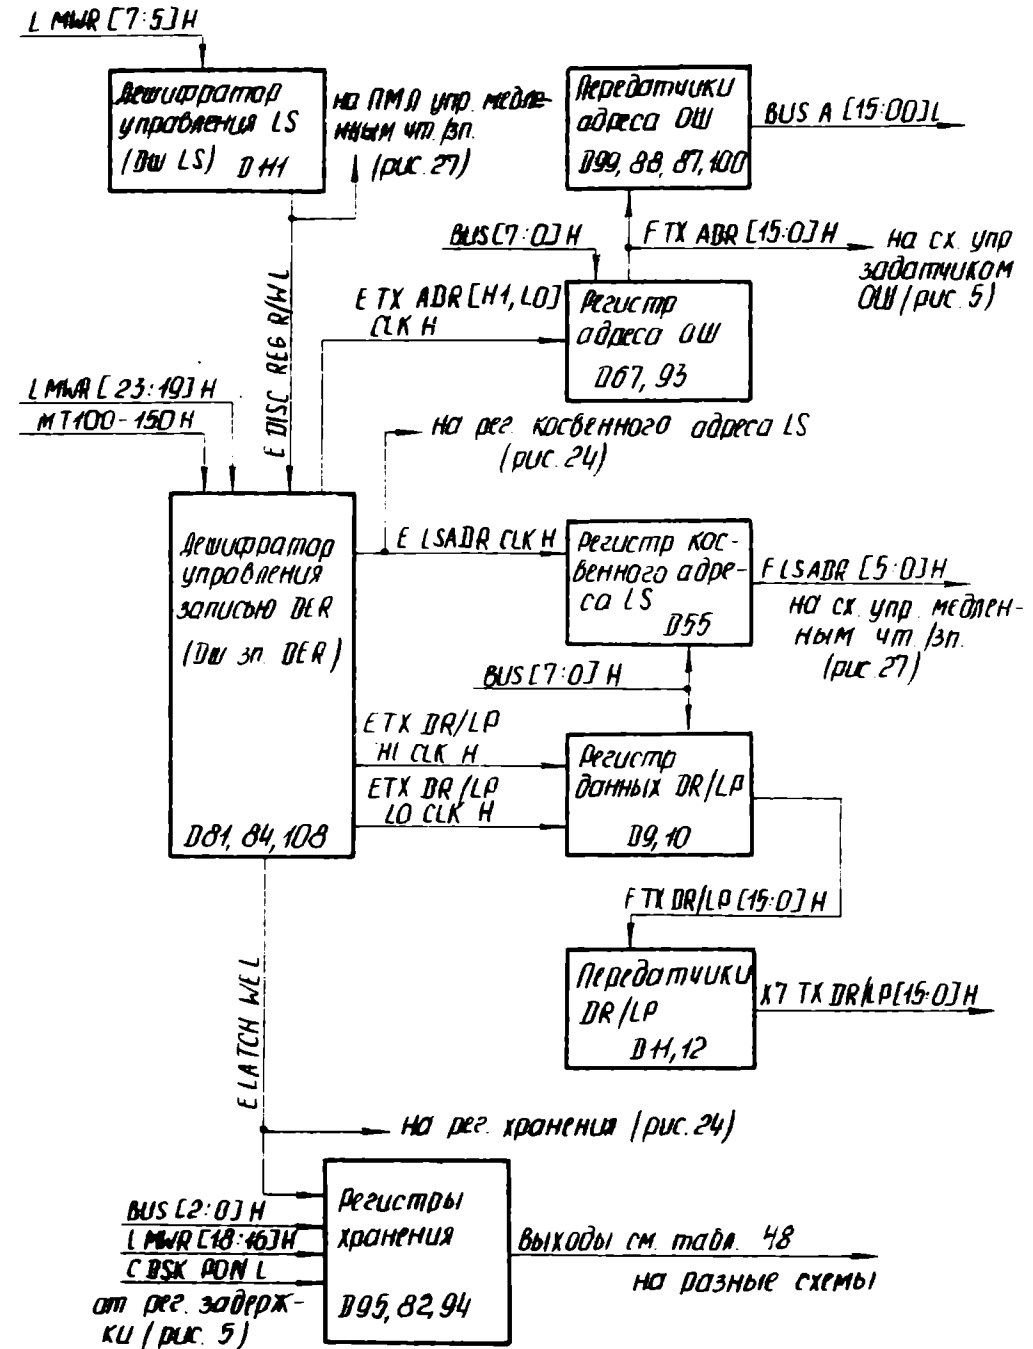 L MWR [7:5] H
Дешифратор
управления LS
(Dш LS) D111
на ПМЛ упр. медле-
нным чт./зп.
(рис. 27)
Передатчики
адреса ОШ
D99, 88, 87, 100
BUS A [15:00] L
BUS [7:0] H
F TX ADR [15:0] H
на сх. упр
задатчиком
ОШ (рис. 5)
E TX ADR [H1, LO]
CLK H
Регистр
адреса ОШ
D67, 93
E DISC REG R/W L
L MWR [23:19] H
MT100-150 H
на рег. косвенного адреса LS
(рис. 24)
Дешифратор
управления
записью DER
(Dш зп. DER)
D81, 84, 108
E LSADR CLK H
Регистр кос-
венного адре-
са LS
D55
F LSADR [5:0] H
на сх. упр. медлен-
ным чт./зп.
(рис. 27)
BUS [7:0] H
E TX DR/LP
HI CLK H
E TX DR/LP
LO CLK H
Регистр
данных DR/LP
D9, 10
F TX DR/LP [15:0] H
Передатчики
DR/LP
D11, 12
X7 TX DR/LP [15:0] H
E LATCH WE L
на рег. хранения (рис. 24)
BUS [2:0] H
L MWR [18:16] H
C DSK PON L
от рег. задерж-
ки (рис. 5)
Регистры
хранения
D95, 82, 94
Выходы см. табл. 48
на разные схемы